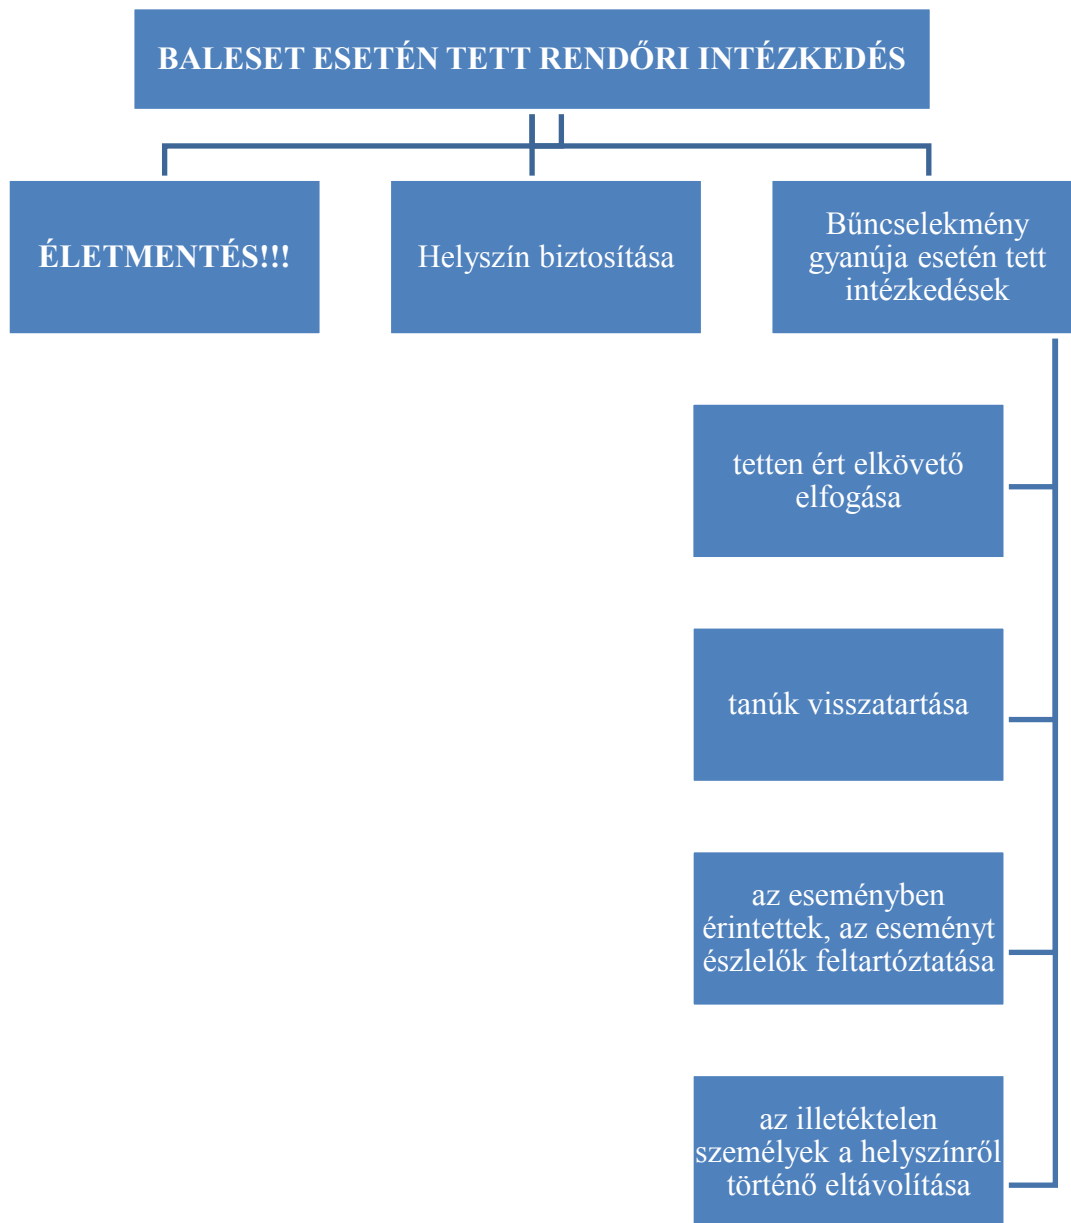 BALESET ESETÉN TETT RENDŐRI INTÉZKEDÉS
ÉLETMENTÉS!!!
Helyszín biztosítása
Bűncselekmény
gyanúja esetén tett
intézkedések
tetten ért elkövető
elfogása
tanúk visszatartása
az eseményben
érintettek, az eseményt
észlelők feltartóztatása
az illetéktelen
személyek a helyszínről
történő eltávolítása